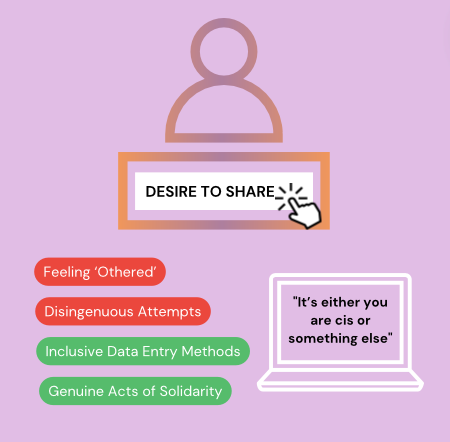 DESIRE TO SHARE
Feeling ‘Othered’
Disingenuous Attempts
Inclusive Data Entry Methods
Genuine Acts of Solidarity
"It’s either you
are cis or
something else"